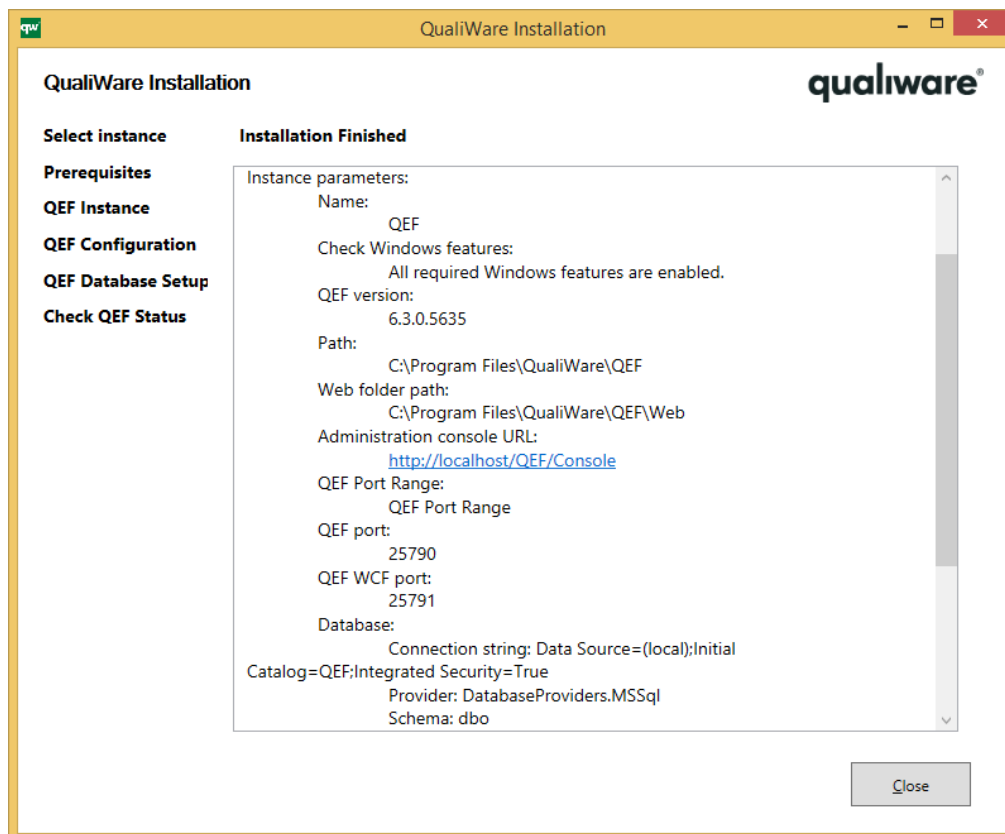 qw
QualiWare Installation
QualiWare Installation
qualiware®
Select instance
Prerequisites
QEF Instance
QEF Configuration
QEF Database Setup
Check QEF Status
Installation Finished
Instance parameters:
Name:
QEF
Check Windows features:
All required Windows features are enabled.
QEF version:
6.3.0.5635
Path:
C:\Program Files\QualiWare\QEF
Web folder path:
C:\Program Files\QualiWare\QEF\Web
Administration console URL:
http://localhost/QEF/Console
QEF Port Range:
QEF Port Range
QEF port:
25790
QEF WCF port:
25791
Database:
Connection string: Data Source=(local);Initial
Catalog=QEF;Integrated Security=True
Provider: DatabaseProviders.MSSql
Schema: dbo
Close